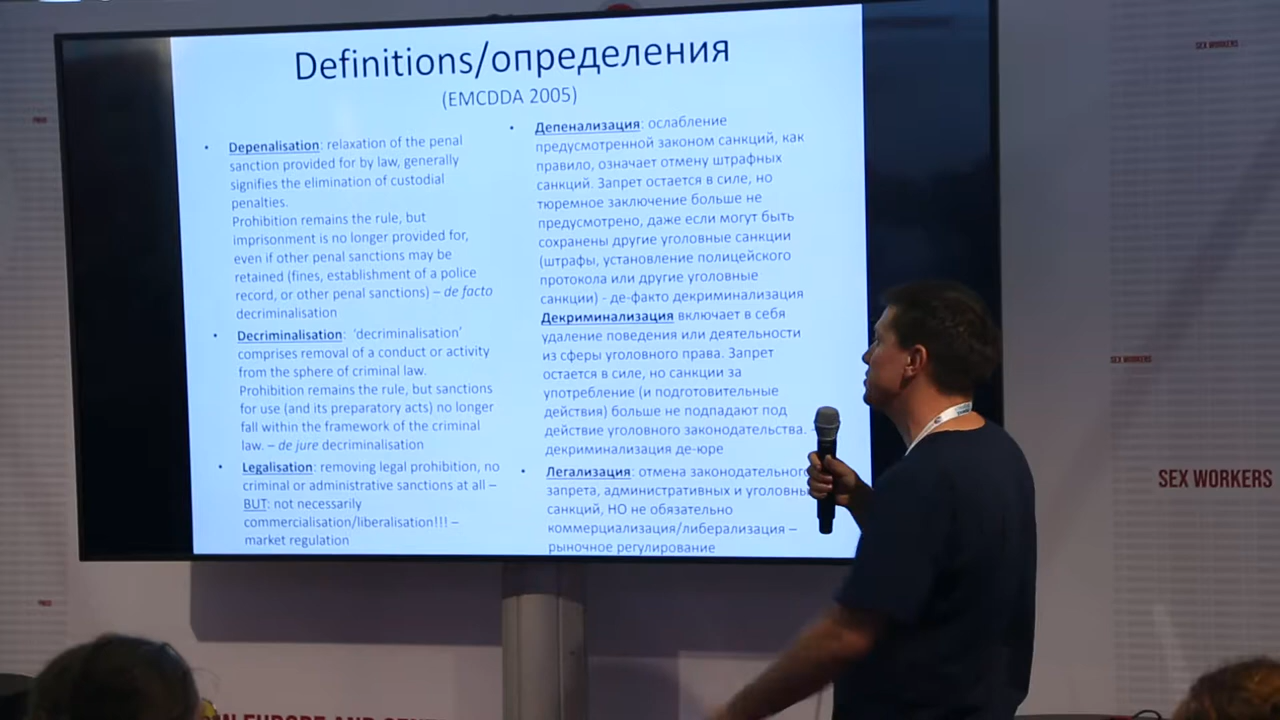 Definitions/определения
(EMCDDA 2005)
• Depenalisation: relaxation of the penal
sanction provided for by law, generally
signifies the elimination of custodial
penalties.
Prohibition remains the rule, but
imprisonment is no longer provided for,
even if other penal sanctions may be
retained (fines, establishment of a police
record, or other penal sanctions) – de facto
decriminalisation
• Decriminalisation: ‘decriminalisation’
comprises removal of a conduct or activity
from the sphere of criminal law.
Prohibition remains the rule, but sanctions
for use (and its preparatory acts) no longer
fall within the framework of the criminal
law. – de jure decriminalisation
• Legalisation: removing legal prohibition, no
criminal or administrative sanctions at all –
BUT: not necessarily
commercialisation/liberalisation!!! –
market regulation
• Депенализация: ослабление
предусмотренной законом санкций, как
правило, означает отмену штрафных
санкций. Запрет остается в силе, но
тюремное заключение больше не
предусмотрено, даже если могут быть
сохранены другие уголовные санкции
(штрафы, установление полицейского
протокола или другие уголовные
санкции) - де-факто декриминализация
Декриминализация включает в себя
удаление поведения или деятельности
из сферы уголовного права. Запрет
остается в силе, но санкции за
употребление (и подготовительные
действия) больше не подпадают под
действие уголовного законодательства. -
декриминализация де-юре
• Легализация: отмена законодательного
запрета, административных и уголовны
санкций, НО не обязательно
коммерциализация/либерализация –
рыночное регулирование
SEX WORKERS
SEX WORKERS
SEX WORKERS
PWID
PWID
IN EUROPE AND